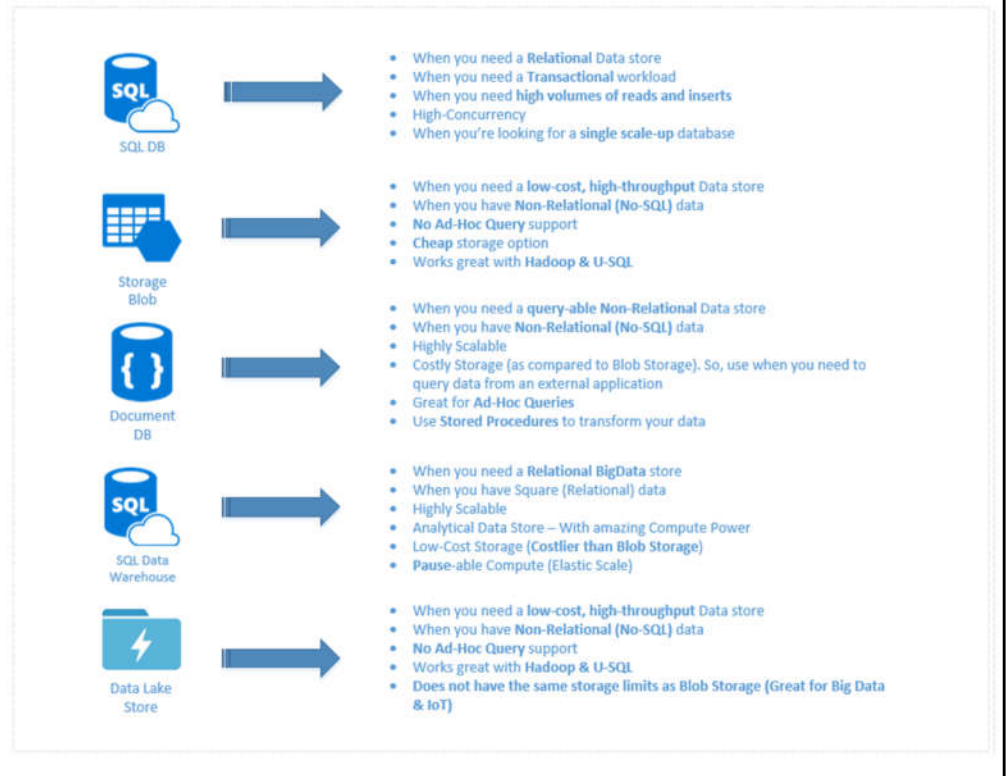 SQL
SQL DB
• When you need a Relational Data store
• When you need a Transactional workload
• When you need high volumes of reads and inserts
• High-Concurrency
• When you're looking for a single scale-up database
Storage
Blob
• When you need a low-cost, high-throughput Data store
• When you have Non-Relational (No-SQL) data
• No Ad-Hoc Query support
• Cheap storage option
• Works great with Hadoop & U-SQL
{ }
Document
DB
• When you need a query-able Non-Relational Data store
• When you have Non-Relational (No-SQL) data
• Highly Scalable
• Costly Storage (as compared to Blob Storage). So, use when you need to
query data from an external application
• Great for Ad-Hoc Queries
• Use Stored Procedures to transform your data
SQL
SQL Data
Warehouse
• When you need a Relational BigData store
• When you have Square (Relational) data
• Highly Scalable
• Analytical Data Store – With amazing Compute Power
• Low-Cost Storage (Costlier than Blob Storage)
• Pause-able Compute (Elastic Scale)
Data Lake
Store
• When you need a low-cost, high-throughput Data store
• When you have Non-Relational (No-SQL) data
• No Ad-Hoc Query support
• Works great with Hadoop & U-SQL
• Does not have the same storage limits as Blob Storage (Great for Big Data
& IoT)